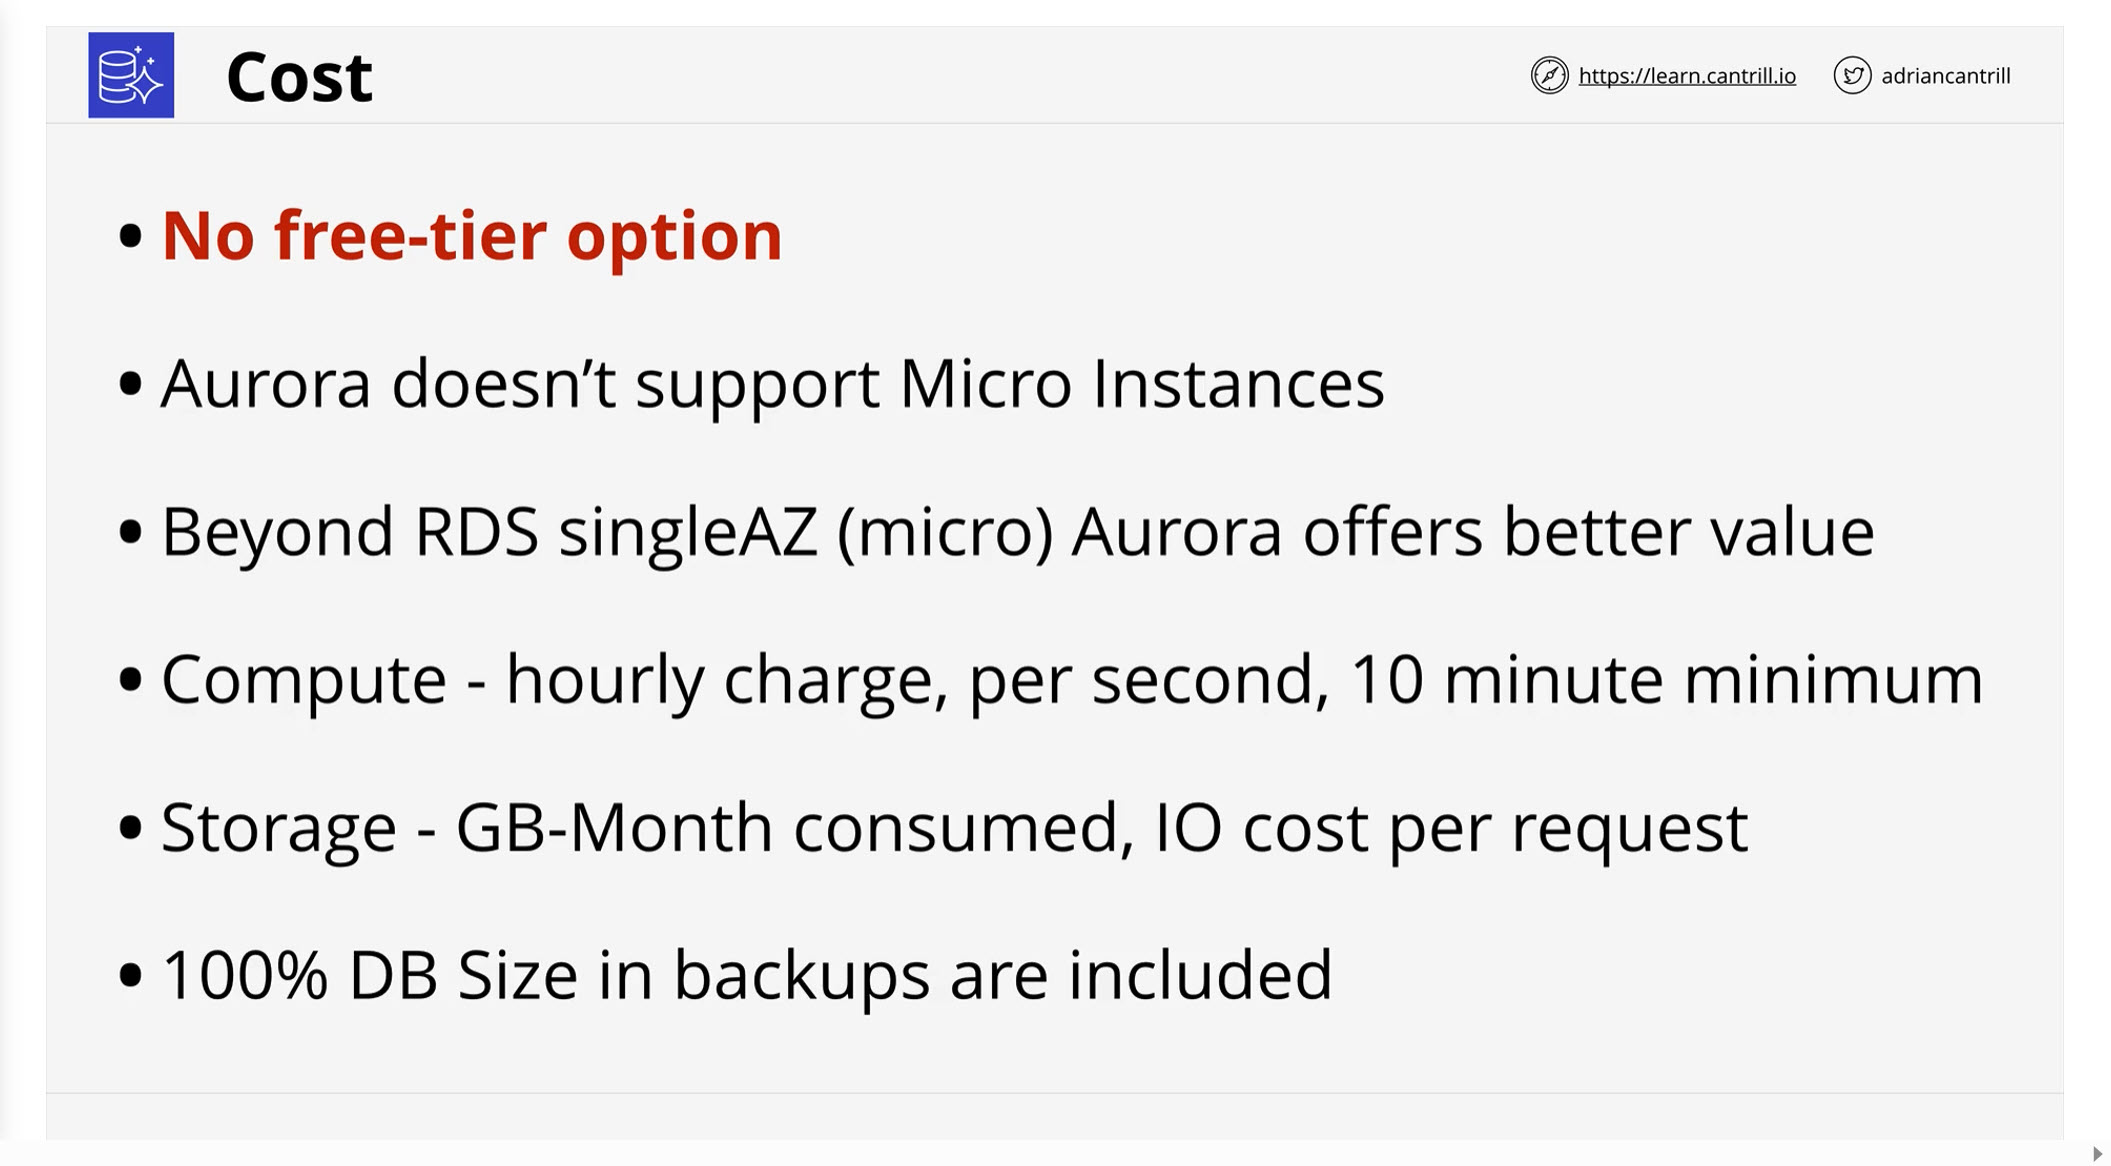 Cost
https://learn.cantrill.io
adriancantrill
• No free-tier option
• Aurora doesn’t support Micro Instances
• Beyond RDS singleAZ (micro) Aurora offers better value
• Compute - hourly charge, per second, 10 minute minimum
• Storage - GB-Month consumed, IO cost per request
• 100% DB Size in backups are included